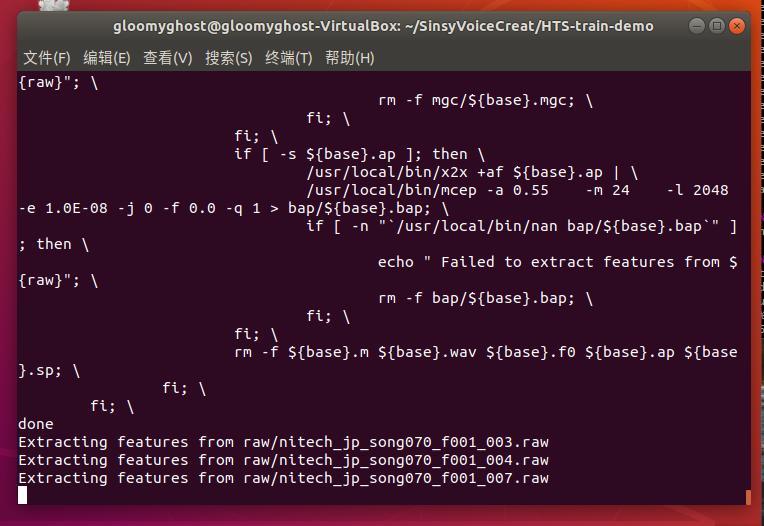 gloomyghost@gloomyghost-VirtualBox: ~/SinsyVoiceCreat/HTS-train-demo
文件(F) 编辑(E) 查看(V) 搜索(S) 终端(T) 帮助(H)
{raw}"; \
rm -f mgc/${base}.mgc; \
fi; \
fi; \
if [ -s ${base}.ap ]; then \
/usr/local/bin/x2x +af ${base}.ap | \
/usr/local/bin/mcep -a 0.55    -m 24    -l 2048
-e 1.0E-08 -j 0 -f 0.0 -q 1 > bap/${base}.bap; \
if [ -n "`/usr/local/bin/nan bap/${base}.bap`" ]
; then \
echo " Failed to extract features from $
{raw}"; \
rm -f bap/${base}.bap; \
fi; \
fi; \
rm -f ${base}.m ${base}.wav ${base}.f0 ${base}.ap ${base
}.sp; \
fi; \
fi; \
done
Extracting features from raw/nitech_jp_song070_f001_003.raw
Extracting features from raw/nitech_jp_song070_f001_004.raw
Extracting features from raw/nitech_jp_song070_f001_007.raw